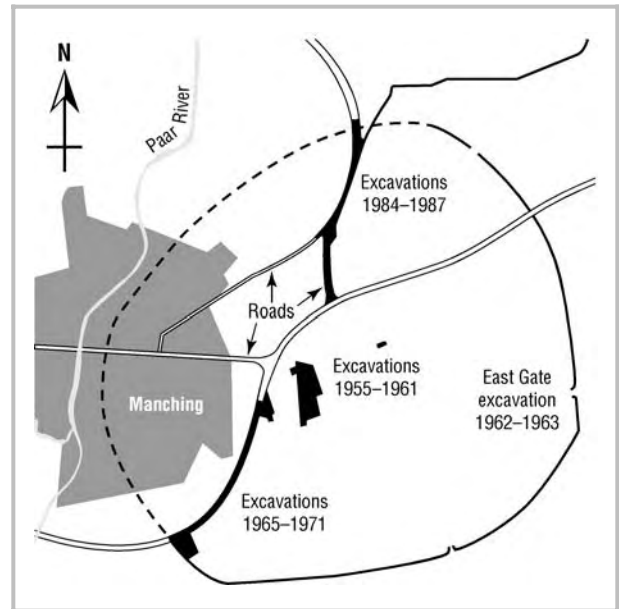 N
Paar River
Excavations
1984–1987
Roads
Excavations
1955–1961
East Gate
excavation
1962–1963
Manching
Excavations
1965–1971